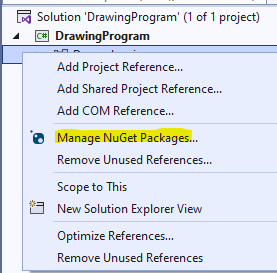 Solution 'DrawingProgram' (1 of 1 project)
C# DrawingProgram
Add Project Reference...
Add Shared Project Reference...
Add COM Reference...
Manage NuGet Packages...
Remove Unused References...
Scope to This
New Solution Explorer View
Optimize References...
Remove Unused References